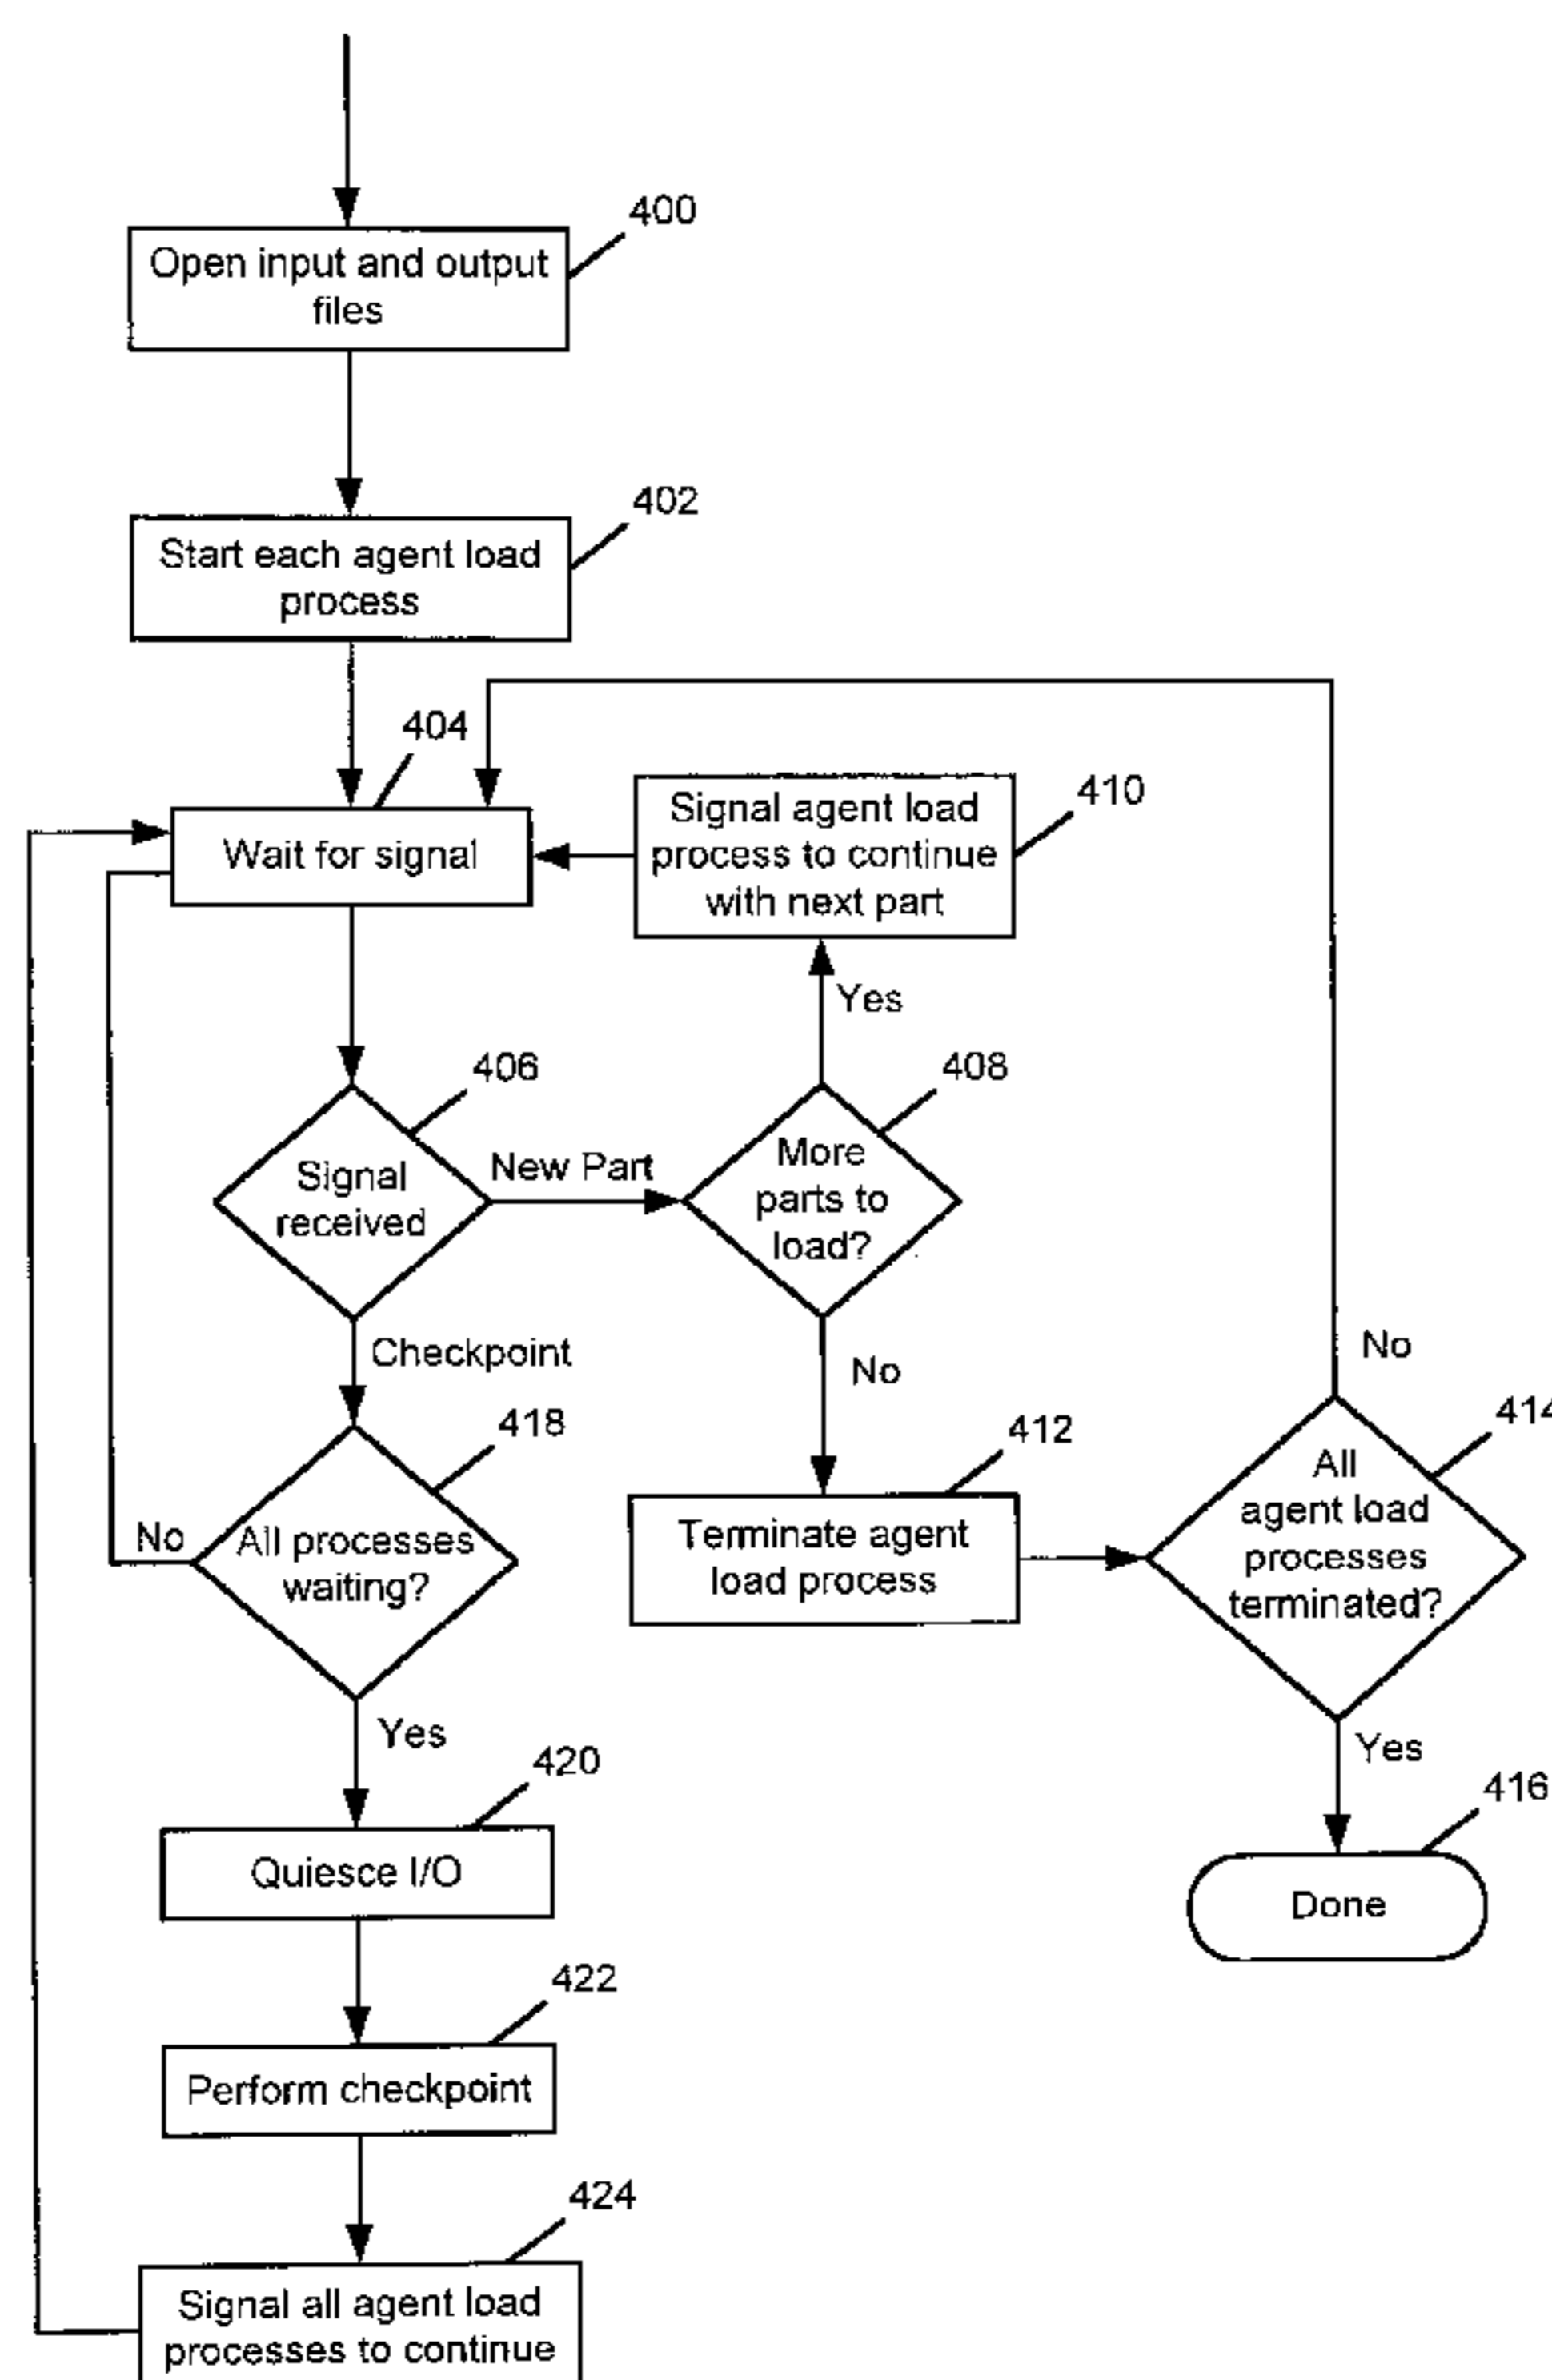 400
Open input and output
files
402
Start each agent load
process
404
Wait for signal
Signal agent load
process to continue
with next part
410
Yes
406
Signal
received
New Part
408
More
parts to
load?
Checkpoint
No
No
418
All processes
waiting?
No
412
Terminate agent
load process
414
All
agent load
processes
terminated?
Yes
Yes
416
Done
420
Quiesce I/O
422
Perform checkpoint
424
Signal all agent load
processes to continue